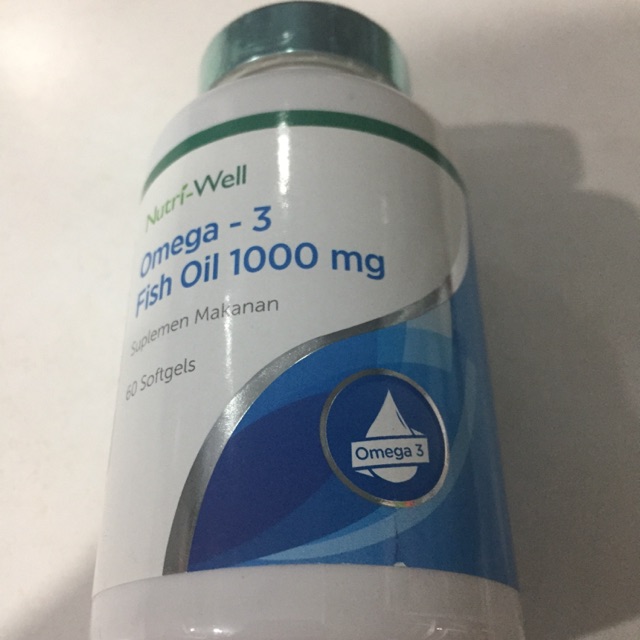 Nutri-Well
Omega - 3
Fish Oil 1000 mg
Suplemen Makanan
60 Softgels
Omega 3